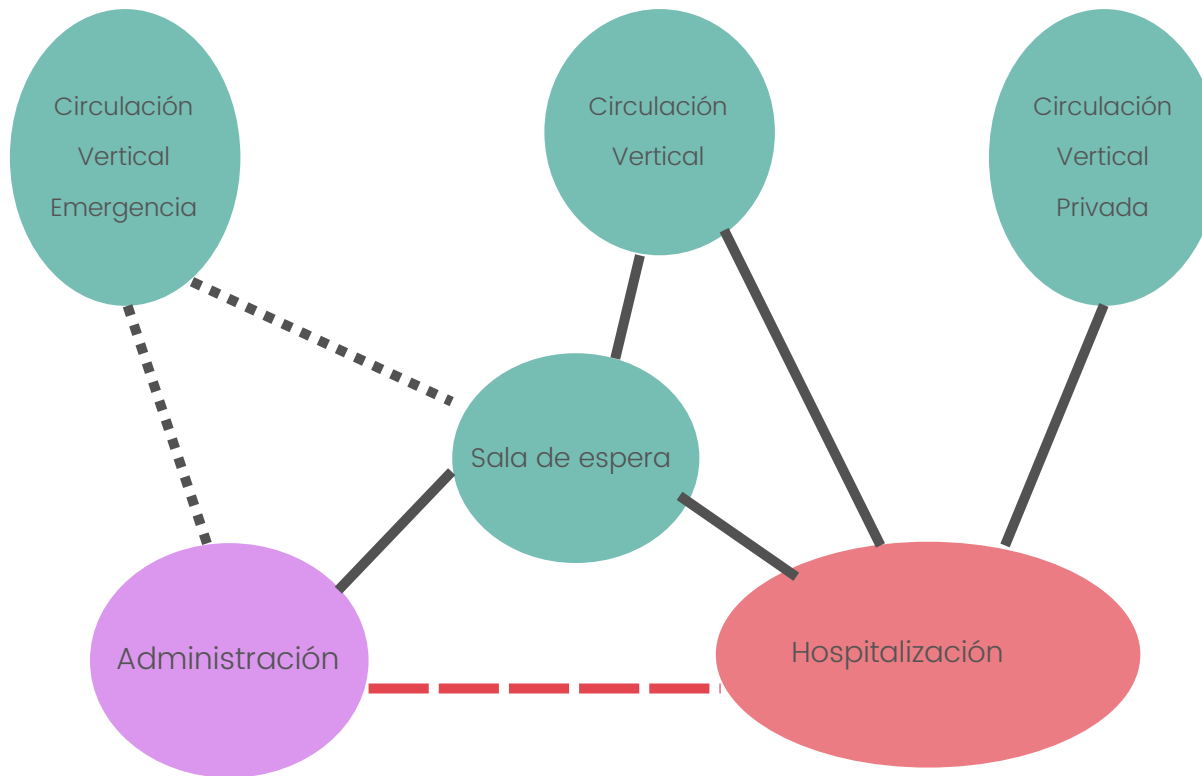 Circulación
Vertical
Emergencia
Circulación
Vertical
Circulación
Vertical
Privada
Sala de espera
Administración
Hospitalización